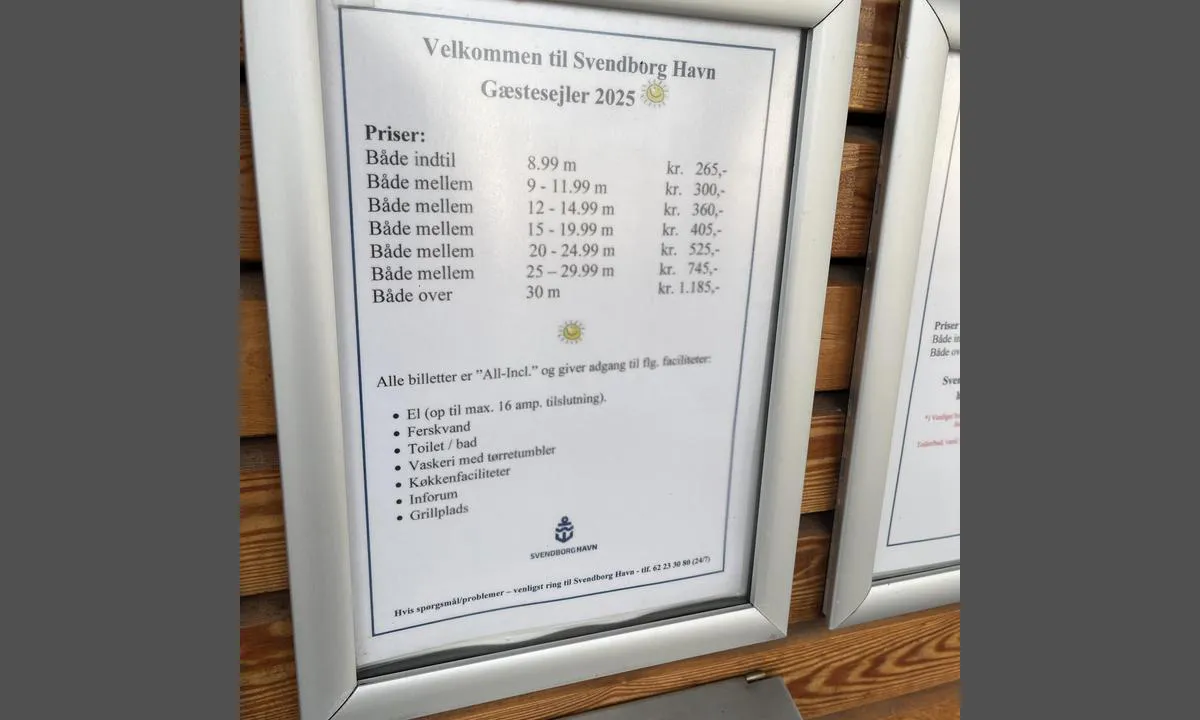 Velkommen til Svendborg Havn
Gæstesejler 2025
Priser:
Både indtil 8.99 m kr. 265,-
Både mellem 9 - 11.99 m kr. 300,-
Både mellem 12 - 14.99 m kr. 360,-
Både mellem 15 - 19.99 m kr. 405,-
Både mellem 20 - 24.99 m kr. 525,-
Både mellem 25 – 29.99 m kr. 745,-
Både over 30 m kr. 1.185,-
Alle billetter er ”All-Incl.” og giver adgang til flg. faciliteter:
• El (op til max. 16 amp. tilslutning).
• Ferskvand
• Toilet / bad
• Vaskeri med tørretumbler
• Køkkenfaciliteter
• Inforum
• Grillplads
SVENDBORG HAVN
Hvis spørgsmål/problemer – venligst ring til Svendborg Havn - tlf. 62 23 30 80 (24/7)
Priser
Både
Både